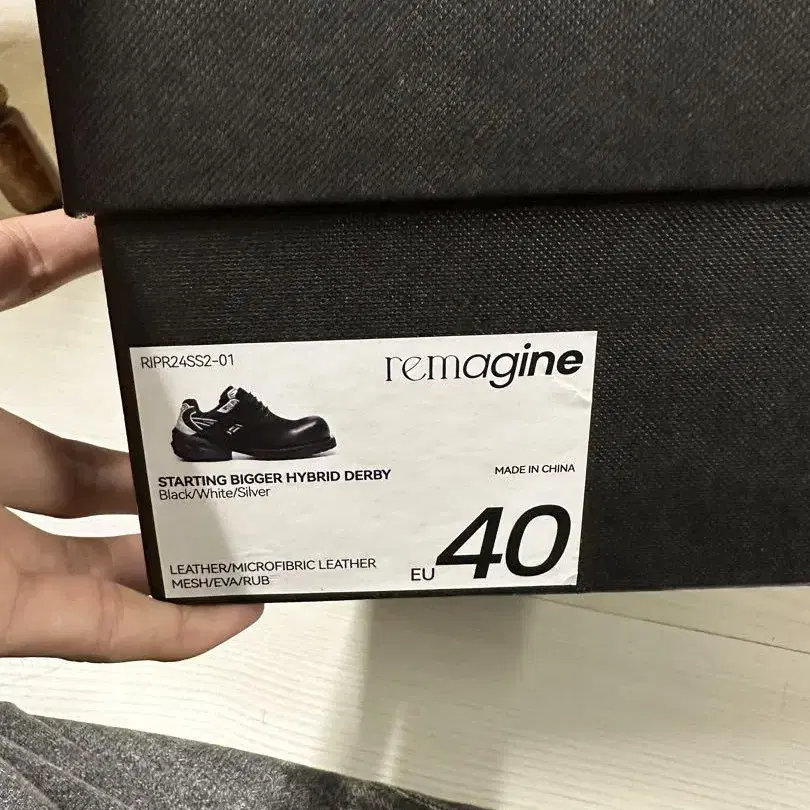 RIPR24SS2-01
remagine
STARTING BIGGER HYBRID DERBY
Black/White/Silver
MADE IN CHINA
LEATHER/MICROFIBRIC LEATHER
MESH/EVA/RUB
EU 40